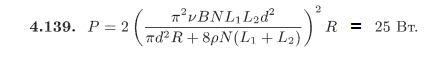 4.139. P = 2 ( π²νBNL₁L₂d² / πd²R + 8ρN(L₁ + L₂) )² R = 25 Вт.